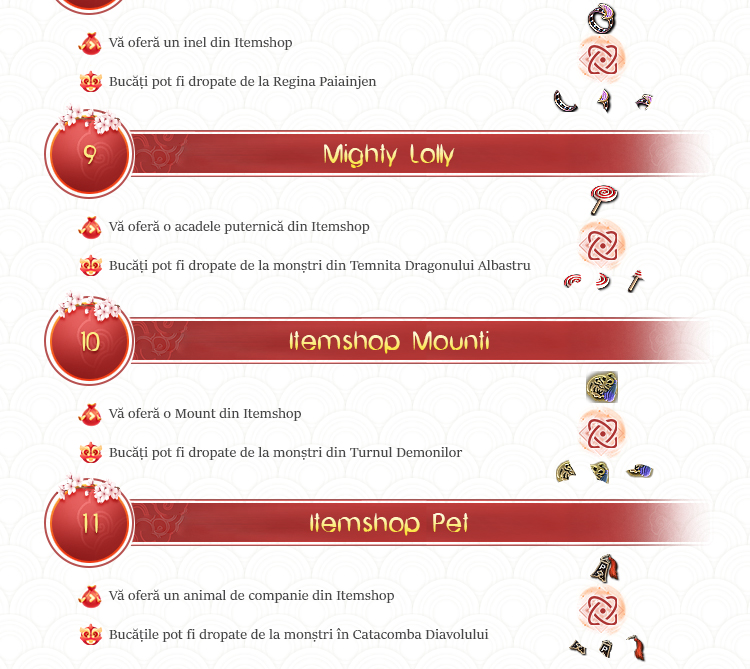 Vă oferă un inel din Itemshop
Bucăți pot fi dropate de la Regina Paiainjen
9
Mighty Lolly
Vă oferă o acadele puternică din Itemshop
Bucăți pot fi dropate de la monștri din Temnita Dragonului Albastru
10
Itemshop Mounti
Vă oferă o Mount din Itemshop
Bucăți pot fi dropate de la monștri din Turnul Demonilor
11
Itemshop Pet
Vă oferă un animal de companie din Itemshop
Bucățile pot fi dropate de la monștri în Catacomba Diavolului